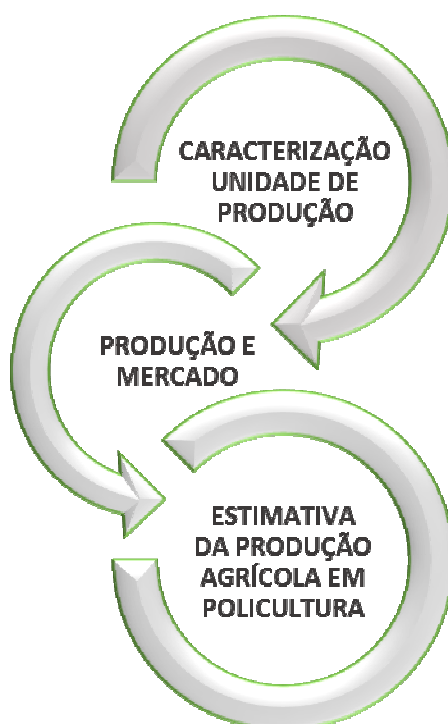 CARACTERIZAÇÃO
UNIDADE DE
PRODUÇÃO
PRODUÇÃO E
MERCADO
ESTIMATIVA
DA PRODUÇÃO
AGRÍCOLA EM
POLICULTURA